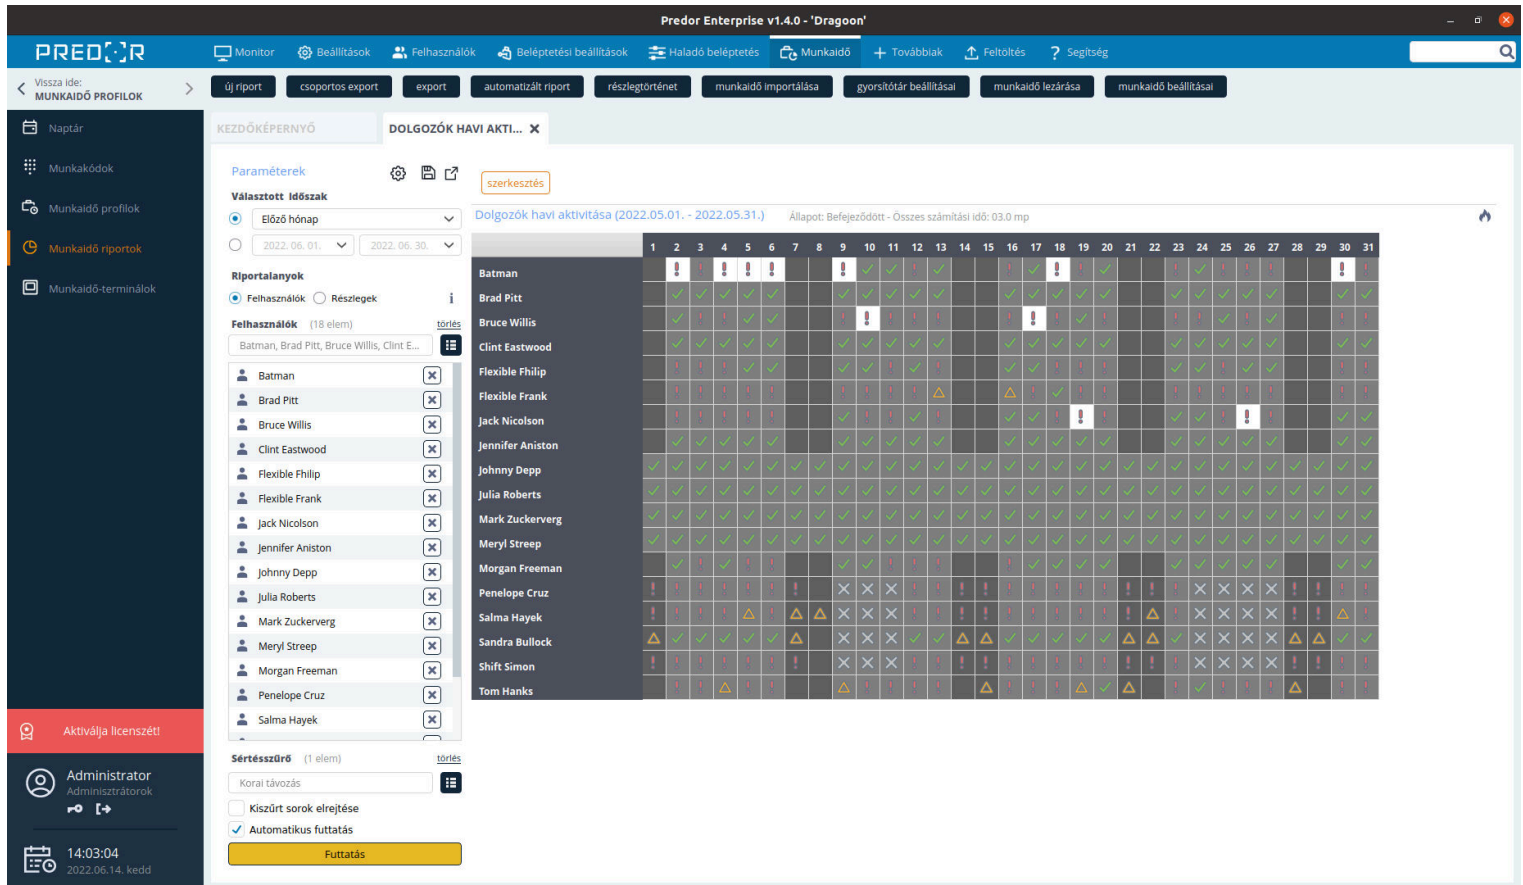 Predor Enterprise v1.4.0 - 'Dragoon'
PREDOR
Monitor Beállítások Felhasználók Beléptetési beállítások Haladó beléptetés Munkaidő Továbbiak Feltöltés ? Segítség
Vissza ide:
MUNKAIDŐ PROFILOK
új riport csoportos export export automatizált riport részlegtörténet munkaidő importálása gyorsítótár beállításai munkaidő lezárása munkaidő beállításai
Naptár
Munkakódok
Munkaidő profilok
Munkaidő riportok
Munkaidő-terminálok
Aktiválja licenszét!
Administrator
Adminisztrátorok
14:03:04
2022.06.14. kedd
KEZDŐKÉPERNYŐ DOLGOZÓK HAVI AKTI...
Paraméterek
Választott időszak
Előző hónap
2022. 06. 01. 2022. 06. 30.
Riportalanyok
Felhasználók Részlegek i
Felhasználók (18 elem) törlés
Batman, Brad Pitt, Bruce Willis, Clint E...
Batman
Brad Pitt
Bruce Willis
Clint Eastwood
Flexible Fhilip
Flexible Frank
Jack Nicolson
Jennifer Aniston
Johnny Depp
Julia Roberts
Mark Zuckerverg
Meryl Streep
Morgan Freeman
Penelope Cruz
Salma Hayek
Sértésszűrő (1 elem) törlés
Korai távozás
Kiszűrt sorok elrejtése
Automatikus futtatás
Futtatás
szerkesztés
Dolgozók havi aktivitása (2022.05.01. - 2022.05.31.) Állapot: Befejeződött - Összes számítási idő: 03.0 mp
1 2 3 4 5 6 7 8 9 10 11 12 13 14 15 16 17 18 19 20 21 22 23 24 25 26 27 28 29 30 31
Batman
Brad Pitt
Bruce Willis
Clint Eastwood
Flexible Fhilip
Flexible Frank
Jack Nicolson
Jennifer Aniston
Johnny Depp
Julia Roberts
Mark Zuckerverg
Meryl Streep
Morgan Freeman
Penelope Cruz
Salma Hayek
Sandra Bullock
Shift Simon
Tom Hanks